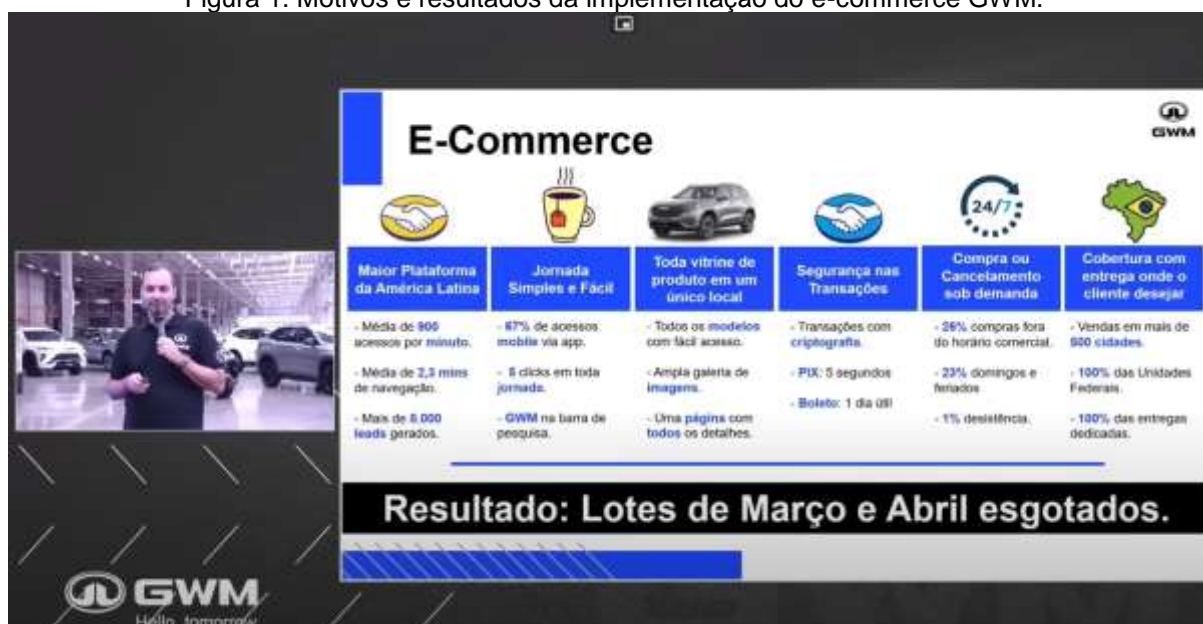 Figura 1: Motivos e resultados da implementação do e-commerce GWM.
E-Commerce
GWM
24/7
Maior Plataforma
da América Latina
- Média de 900
acessos por minuto.
- Média de 2,3 mins
de navegação.
- Mais de 8.000
leads gerados.
Jornada
Simples e Fácil
- 67% de acessos
mobile via app.
- 5 clicks em toda
jornada.
- GWM na barra de
pesquisa.
Toda vitrine de
produto em um
único local
- Todos os modelos
com fácil acesso.
- Ampla galeria de
imagens.
- Uma página com
todos os detalhes.
Segurança nas
Transações
- Transações com
criptografia.
- PIX: 5 segundos
- Boleto: 1 dia útil
Compra ou
Cancelamento
sob demanda
- 26% compras fora
do horário comercial.
- 23% domingos e
feriados
- 1% desistência.
Cobertura com
entrega onde o
cliente desejar
- Vendas em mais de
600 cidades.
- 100% das Unidades
Federais.
- 100% das entregas
dedicadas.
Resultado: Lotes de Março e Abril esgotados.
GWM
Hello, tomorrow